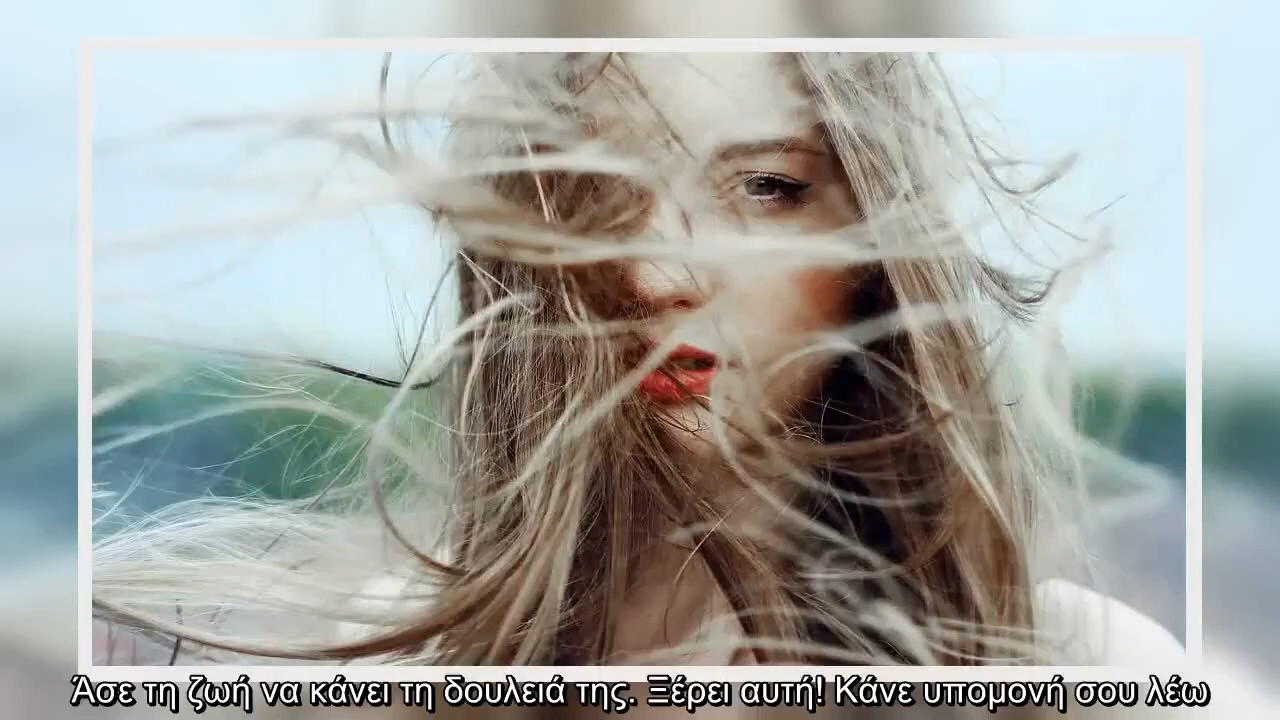 Άσε τη ζωή να κάνει τη δουλειά της. Ξέρει αυτή! Κάνε υπομονή σου λέω